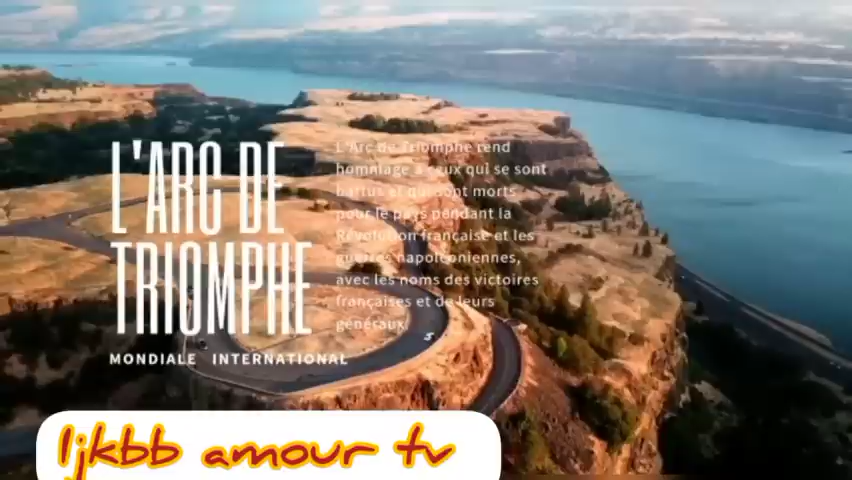 L'ARC DE
TRIOMPHE
MONDIALE INTERNATIONAL
L'Arc de Triomphe rend
hommage à ceux qui se sont
battus et qui sont morts
pour le pays pendant la
Révolution française et les
guerres napoléoniennes,
avec les noms des victoires
françaises et de leurs
généraux
ljkbb amour tv